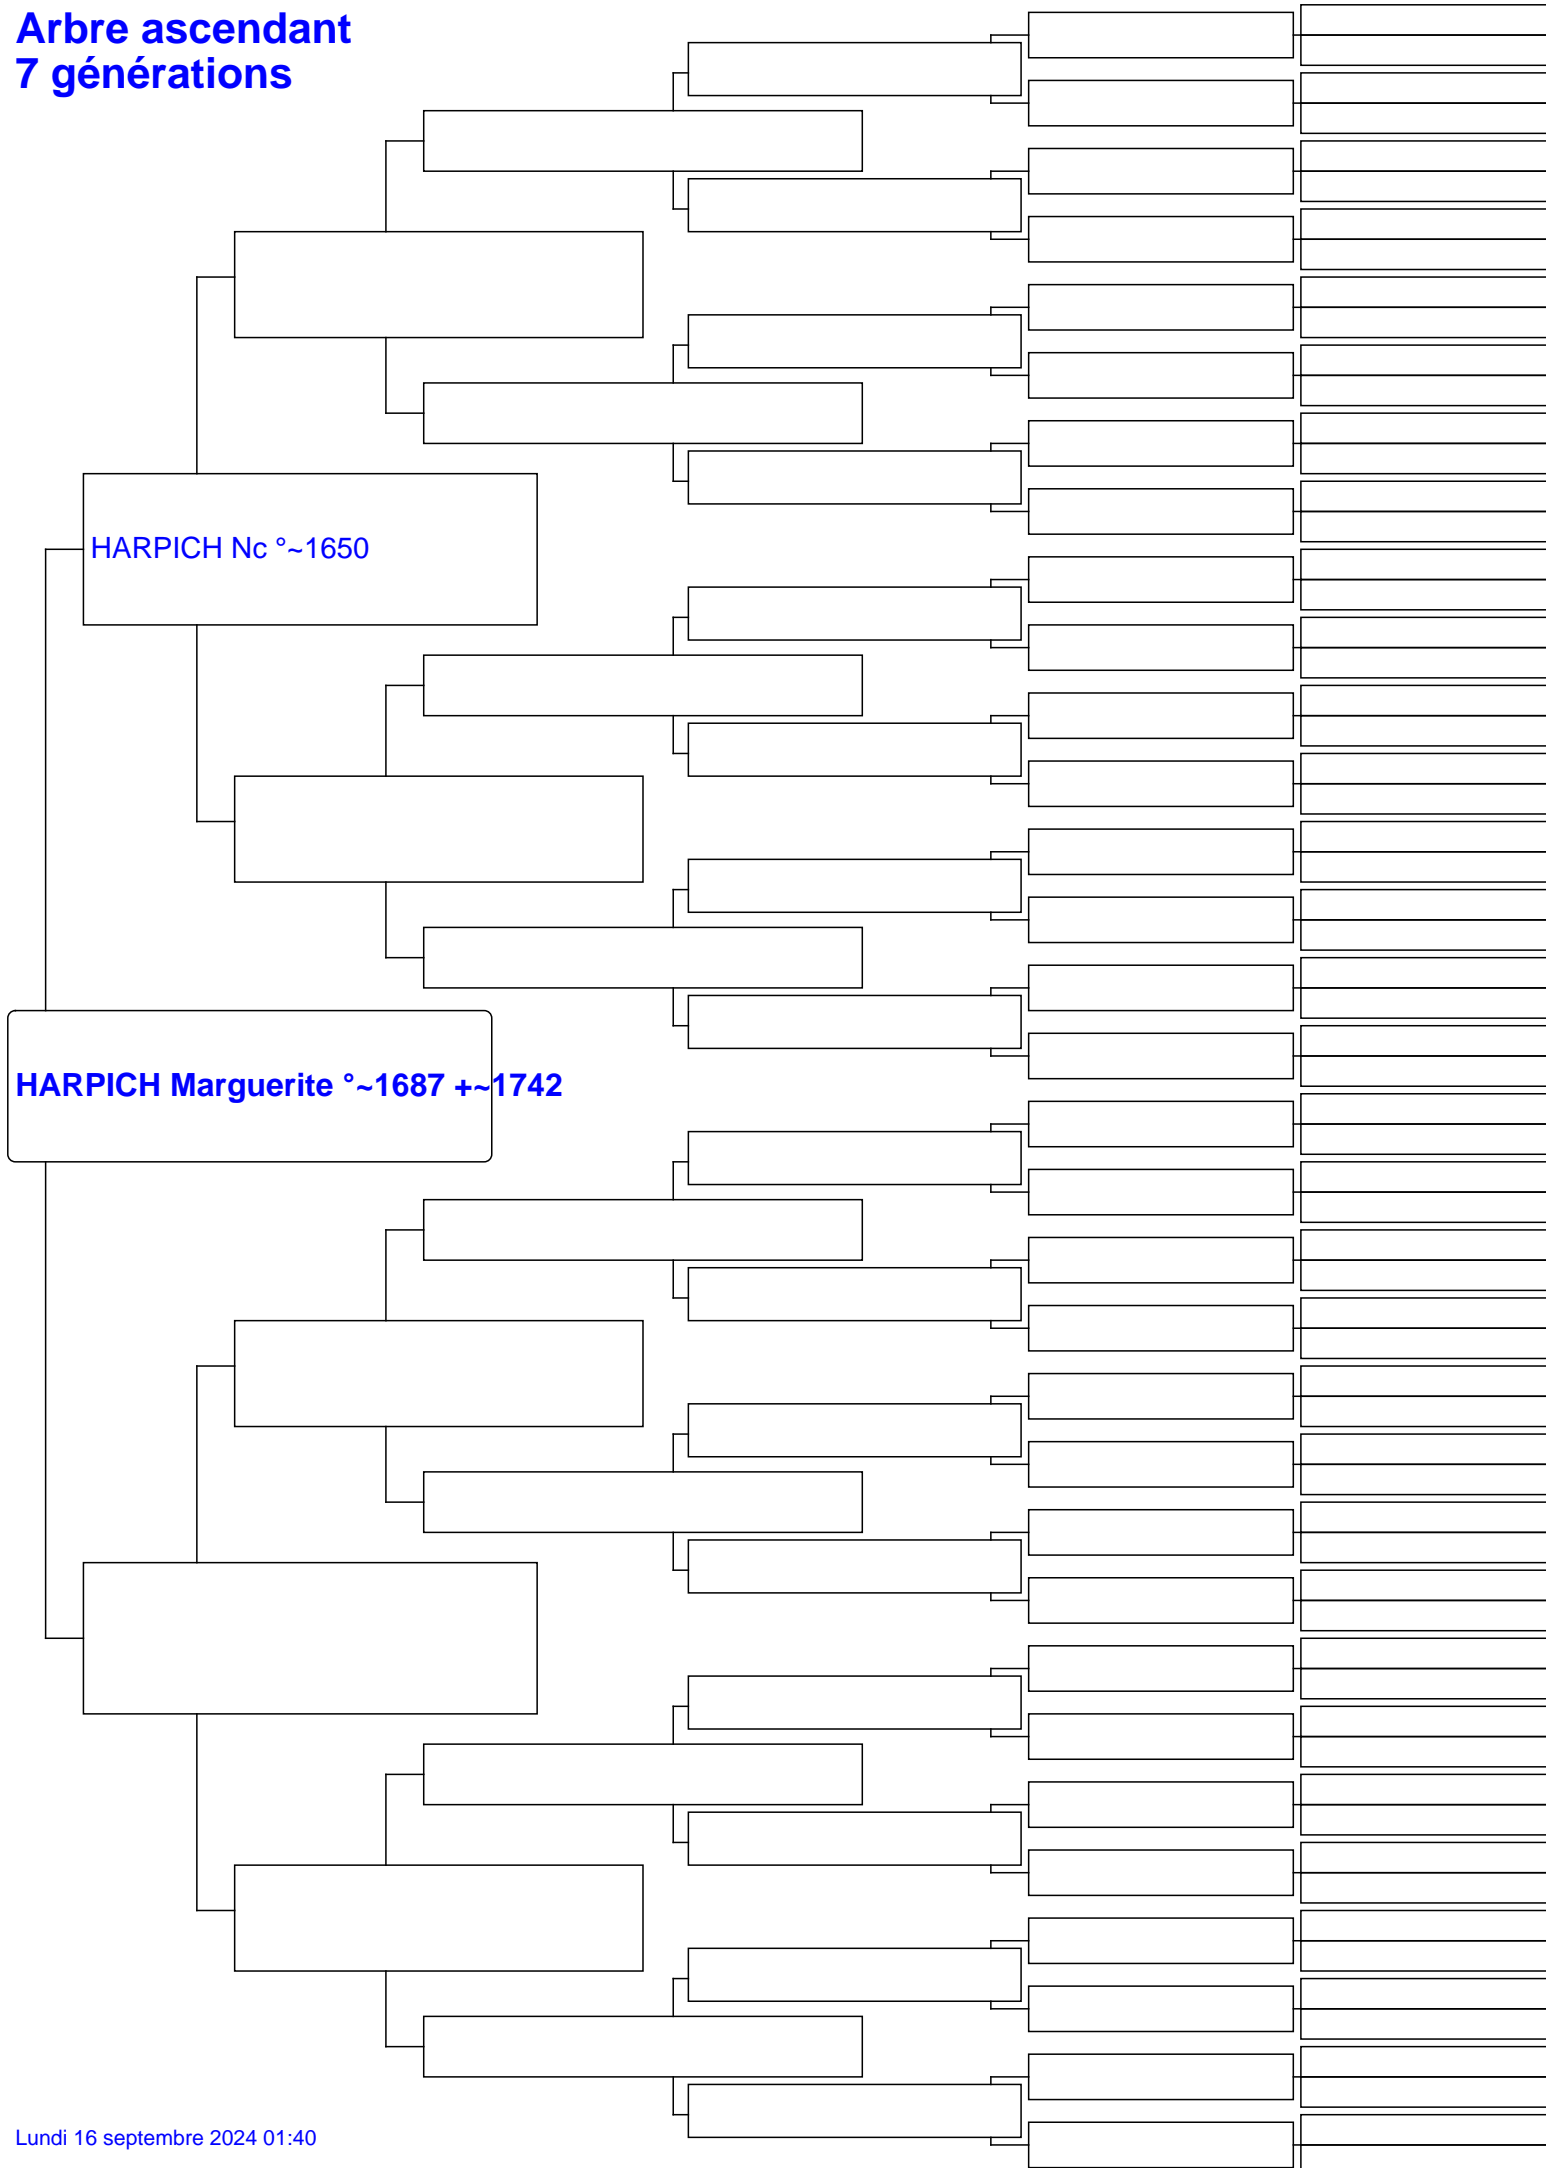 Arbre ascendant
7 générations
HARPICH Nc °~1650
HARPICH Marguerite °~1687 +~1742
Lundi 16 septembre 2024 01:40